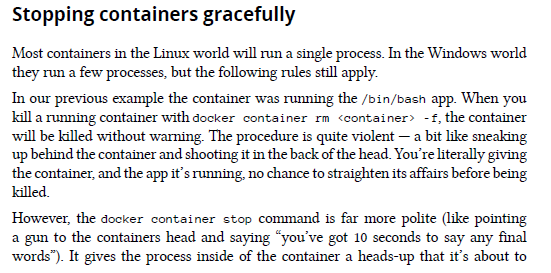 Stopping containers gracefully
Most containers in the Linux world will run a single process. In the Windows world
they run a few processes, but the following rules still apply.
In our previous example the container was running the /bin/bash app. When you
kill a running container with docker container rm <container> -f, the container
will be killed without warning. The procedure is quite violent — a bit like sneaking
up behind the container and shooting it in the back of the head. You’re literally giving
the container, and the app it’s running, no chance to straighten its affairs before being
killed.
However, the docker container stop command is far more polite (like pointing
a gun to the containers head and saying “you’ve got 10 seconds to say any final
words”). It gives the process inside of the container a heads-up that it’s about to